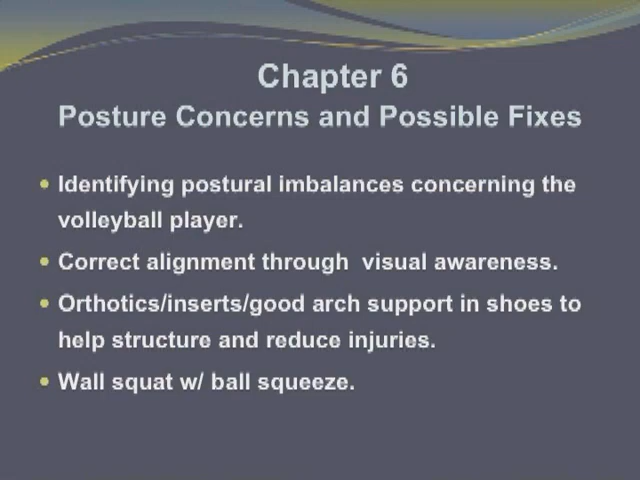 Chapter 6
Posture Concerns and Possible Fixes
• Identifying postural imbalances concerning the
volleyball player.
• Correct alignment through visual awareness.
• Orthotics/inserts/good arch support in shoes to
help structure and reduce injuries.
• Wall squat w/ ball squeeze.